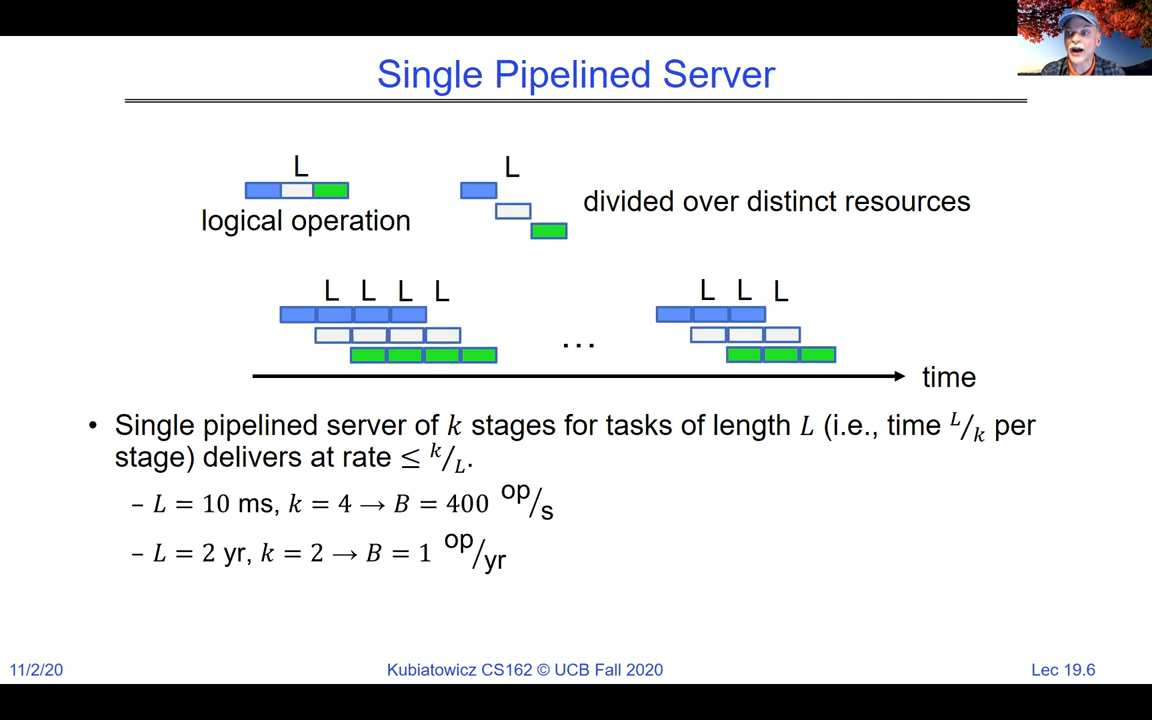 Single Pipelined Server
L
L
logical operation
divided over distinct resources
L L L L
L L L
...
time
• Single pipelined server of k stages for tasks of length L (i.e., time L/k per
stage) delivers at rate ≤ k/L.
– L = 10 ms, k = 4 → B = 400 op/s
– L = 2 yr, k = 2 → B = 1 op/yr
11/2/20
Kubiatowicz CS162 © UCB Fall 2020
Lec 19.6